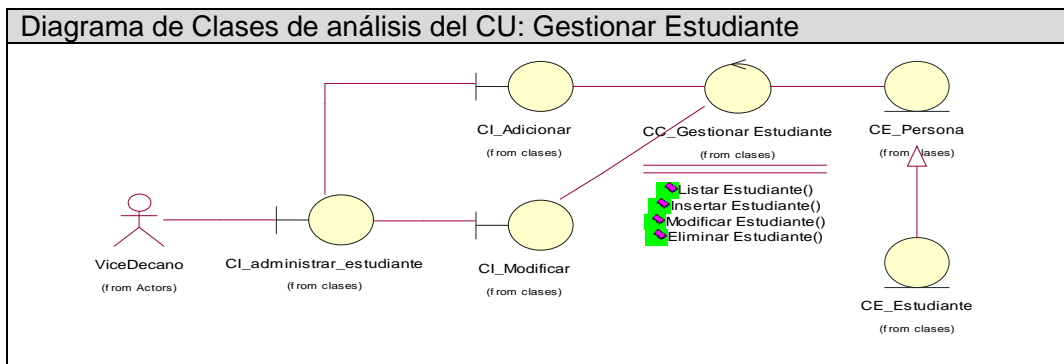 Diagrama de Clases de análisis del CU: Gestionar Estudiante
CI_Adicionar
(from clases)
CC_Gestionar Estudiante
(from clases)
CE_Persona
(from clases)
Listar Estudiante()
Insertar Estudiante()
Modificar Estudiante()
Eliminar Estudiante()
ViceDecano
(from Actors)
CI_administrar_estudiante
(from clases)
CI_Modificar
(from clases)
CE_Estudiante
(from clases)